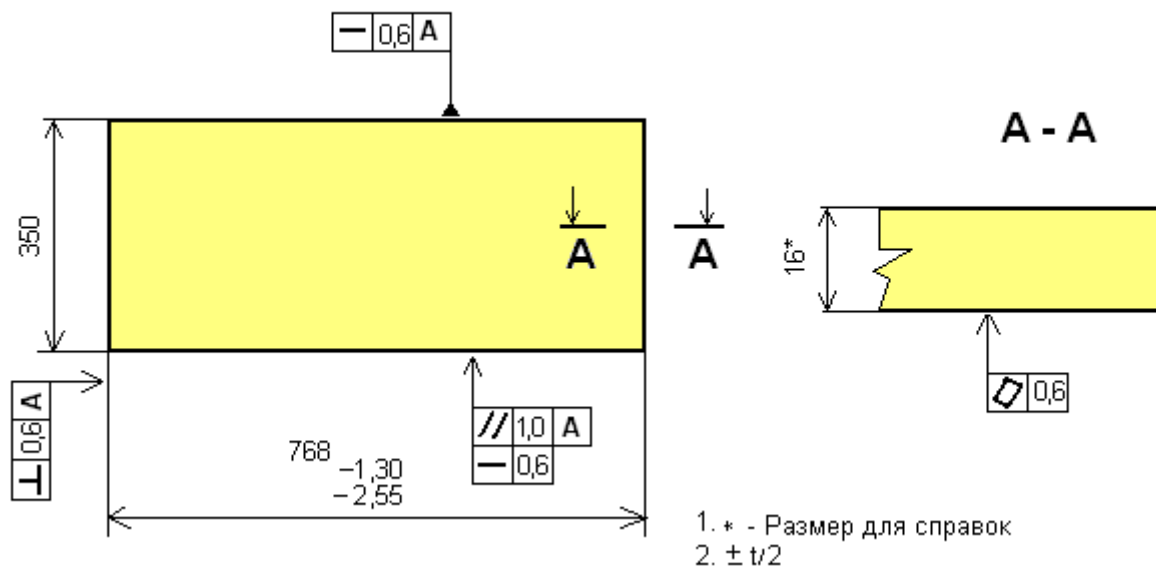 — 0,6 A
A - A
350
A A
16*
⏥ 0,6
⊥ 0,6 A
// 1,0 A
— 0,6
768 –1,30
–2,55
1. * - Размер для справок
2. ± t/2